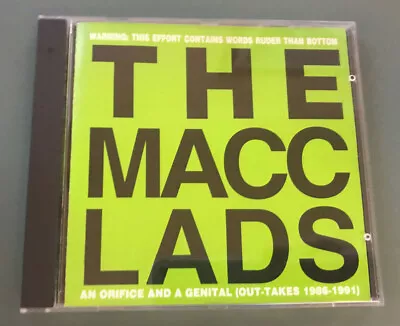 WARNING: THIS EFFORT CONTAINS WORDS RUDER THAN BOTTOM
THE
MACC
LADS
AN ORIFICE AND A GENITAL (OUT-TAKES 1986-1991)